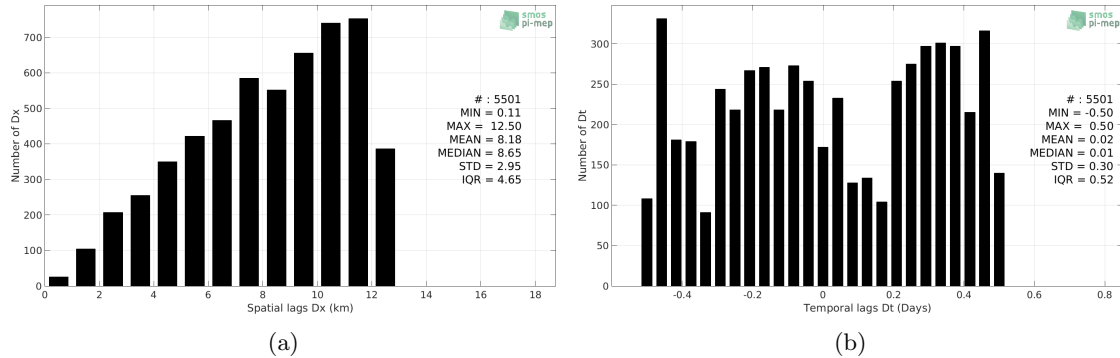 smos
pi-mep
700
600
500
400
300
200
100
0
Number of Dx
# : 5501
MIN = 0.11
MAX = 12.50
MEAN = 8.18
MEDIAN = 8.65
STD = 2.95
IQR = 4.65
0 2 4 6 8 10 12 14 16 18
Spatial lags Dx (km)
(a)
smos
pi-mep
300
250
200
150
100
50
0
Number of Dt
# : 5501
MIN = -0.50
MAX = 0.50
MEAN = 0.02
MEDIAN = 0.01
STD = 0.30
IQR = 0.52
-0.4 -0.2 0 0.2 0.4 0.6 0.8
Temporal lags Dt (Days)
(b)